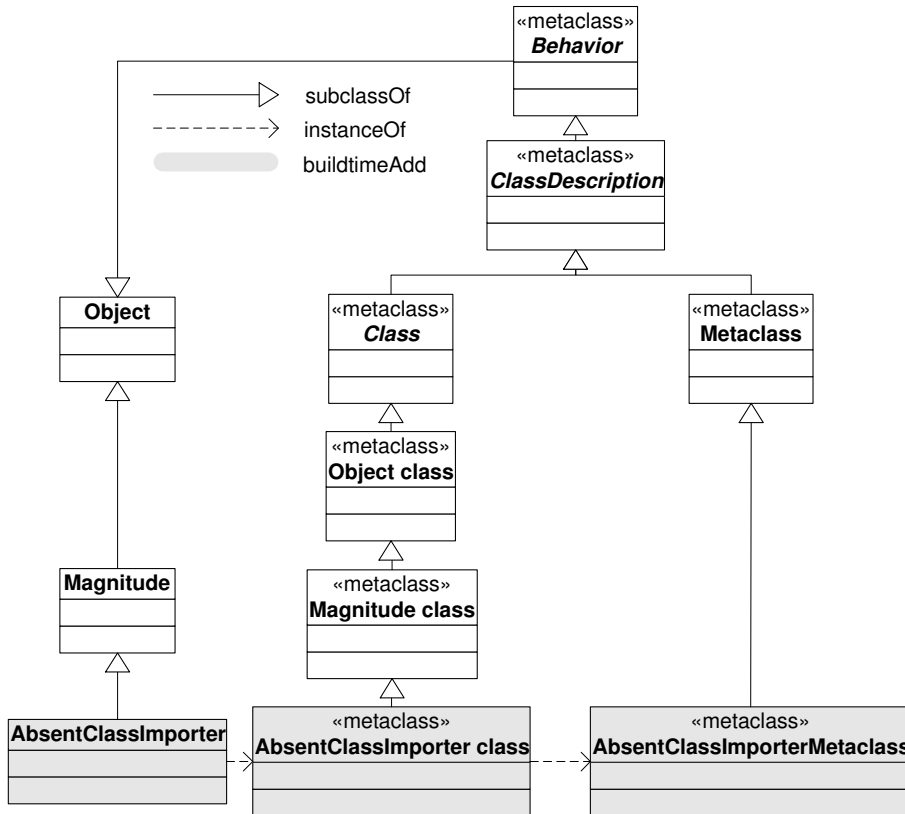 «metaclass»
Behavior
subclassOf
instanceOf
buildtimeAdd
«metaclass»
ClassDescription
Object
«metaclass»
Class
«metaclass»
Metaclass
«metaclass»
Object class
Magnitude
«metaclass»
Magnitude class
AbsentClassImporter
«metaclass»
AbsentClassImporter class
«metaclass»
AbsentClassImporterMetaclass